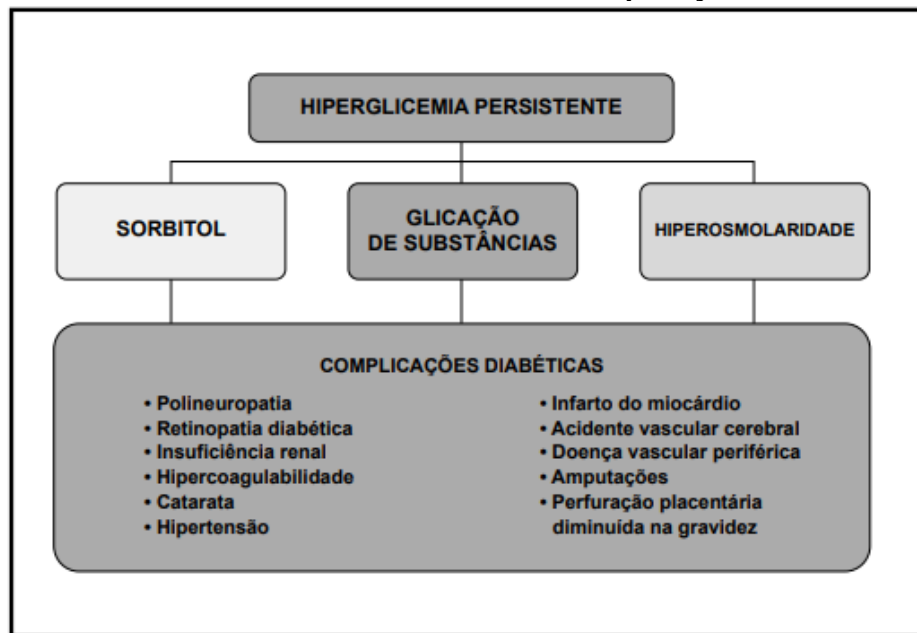 HIPERGLICEMIA PERSISTENTE
SORBITOL
GLICAÇÃO
DE SUBSTÂNCIAS
HIPEROSMOLARIDADE
COMPLICAÇÕES DIABÉTICAS
• Polineuropatia
• Retinopatia diabética
• Insuficiência renal
• Hipercoagulabilidade
• Catarata
• Hipertensão
• Infarto do miocárdio
• Acidente vascular cerebral
• Doença vascular periférica
• Amputações
• Perfuração placentária
diminuída na gravidez